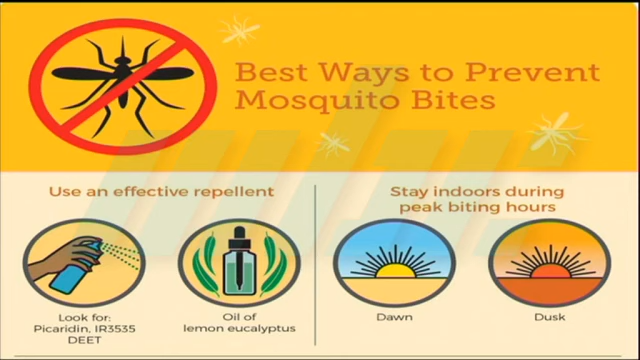 Best Ways to Prevent
Mosquito Bites
Use an effective repellent
Look for:
Picaridin, IR3535
DEET
Oil of
lemon eucalyptus
Stay indoors during
peak biting hours
Dawn
Dusk